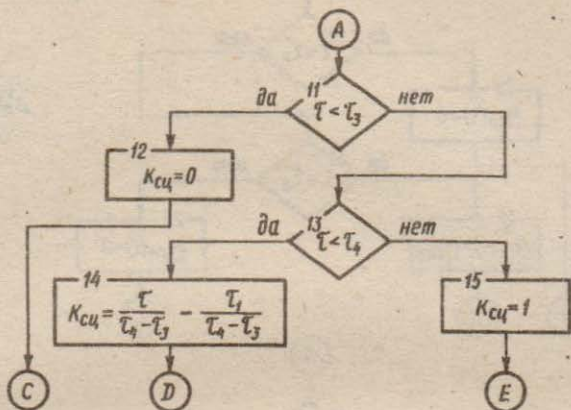 A
11
τ < τ₃
да
нет
12
Kсц=0
13
τ < τ₄
да
нет
14
Kсц = τ/(τ₄-τ₃) - τ₁/(τ₄-τ₃)
15
Kсц=1
C
D
E